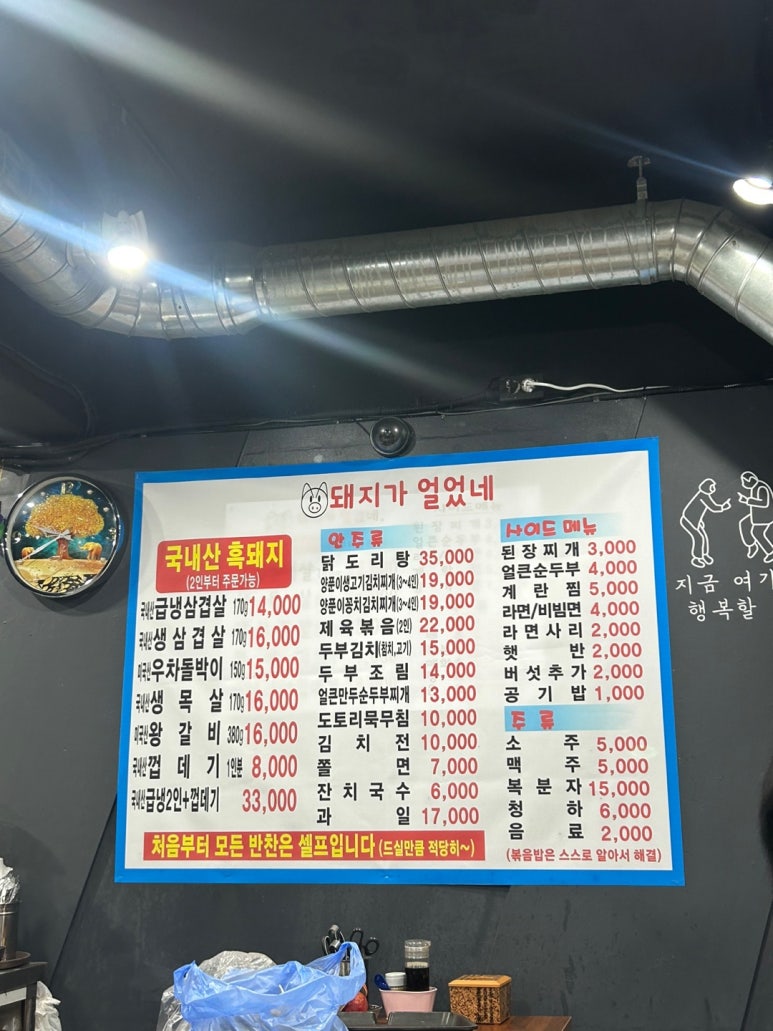 돼지가 얼었네
국내산 흑돼지
(2인부터 주문가능)
국내산급냉삼겹살 170g 14,000
국내산생삼겹살 170g 16,000
미국산우차돌박이 150g 15,000
국내산생목살 170g 16,000
미국산왕갈비 380g 16,000
국내산껍데기 1인분 8,000
국내산급냉2인+껍데기 33,000
안주류
닭도리탕 35,000
양푼이생고기김치찌개(3~4인) 19,000
양푼이꽁치김치찌개(3~4인) 19,000
제육볶음(2인) 22,000
두부김치(참치,고기) 15,000
두부조림 14,000
얼큰만두순두부찌개 13,000
도토리묵무침 10,000
김치전 10,000
쫄면 7,000
잔치국수 6,000
과일 17,000
사이드 메뉴
된장찌개 3,000
얼큰순두부 4,000
계란찜 5,000
라면/비빔면 4,000
라면사리 2,000
햇반 2,000
버섯추가 2,000
공기밥 1,000
주류
소주 5,000
맥주 5,000
복분자 15,000
청하 6,000
음료 2,000
(볶음밥은 스스로 알아서 해결)
처음부터 모든 반찬은 셀프입니다 (드실만큼 적당히~)
지금 여기
행복할